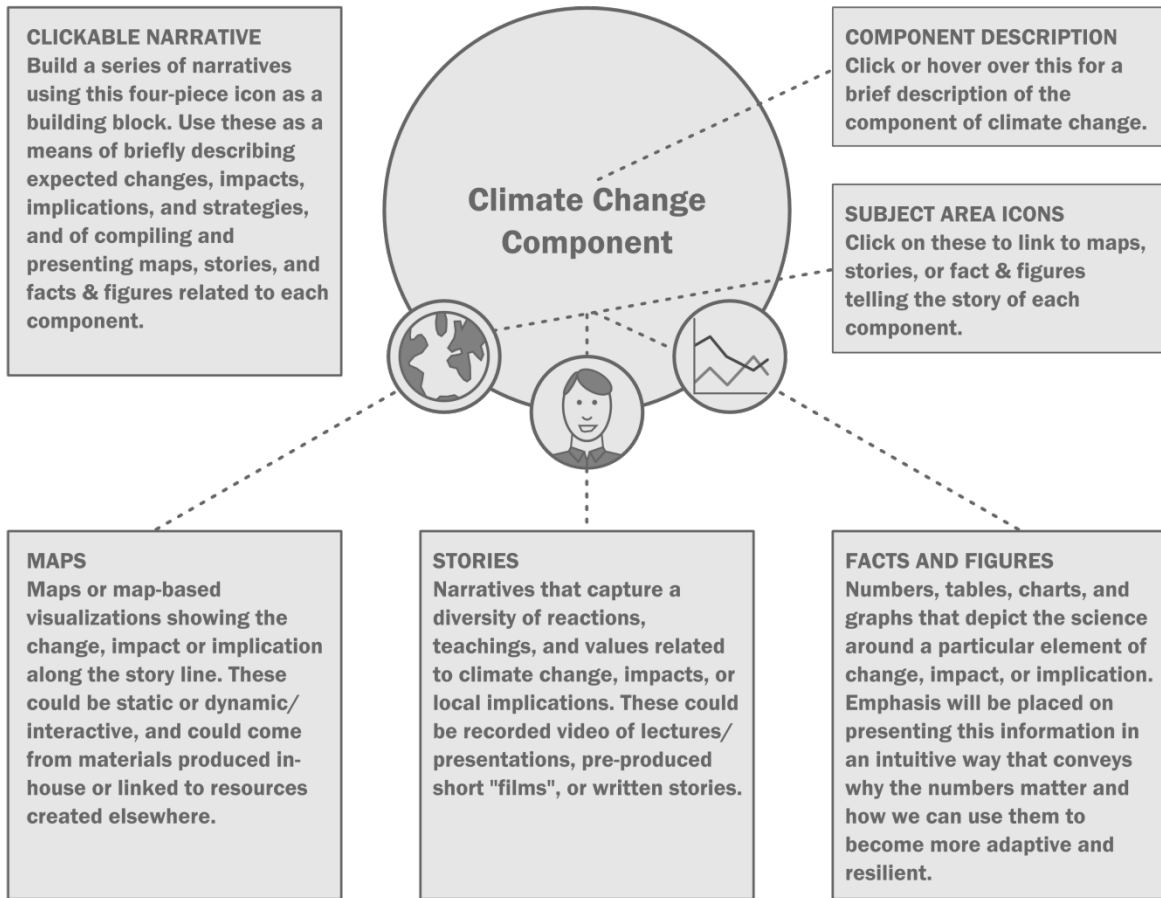 CLICKABLE NARRATIVE
Build a series of narratives
using this four-piece icon as a
building block. Use these as a
means of briefly describing
expected changes, impacts,
implications, and strategies,
and of compiling and
presenting maps, stories, and
facts & figures related to each
component.
Climate Change
Component
COMPONENT DESCRIPTION
Click or hover over this for a
brief description of the
component of climate change.
SUBJECT AREA ICONS
Click on these to link to maps,
stories, or fact & figures
telling the story of each
component.
MAPS
Maps or map-based
visualizations showing the
change, impact or implication
along the story line. These
could be static or dynamic/
interactive, and could come
from materials produced in-
house or linked to resources
created elsewhere.
STORIES
Narratives that capture a
diversity of reactions,
teachings, and values related
to climate change, impacts, or
local implications. These could
be recorded video of lectures/
presentations, pre-produced
short "films", or written stories.
FACTS AND FIGURES
Numbers, tables, charts, and
graphs that depict the science
around a particular element of
change, impact, or implication.
Emphasis will be placed on
presenting this information in
an intuitive way that conveys
why the numbers matter and
how we can use them to
become more adaptive and
resilient.